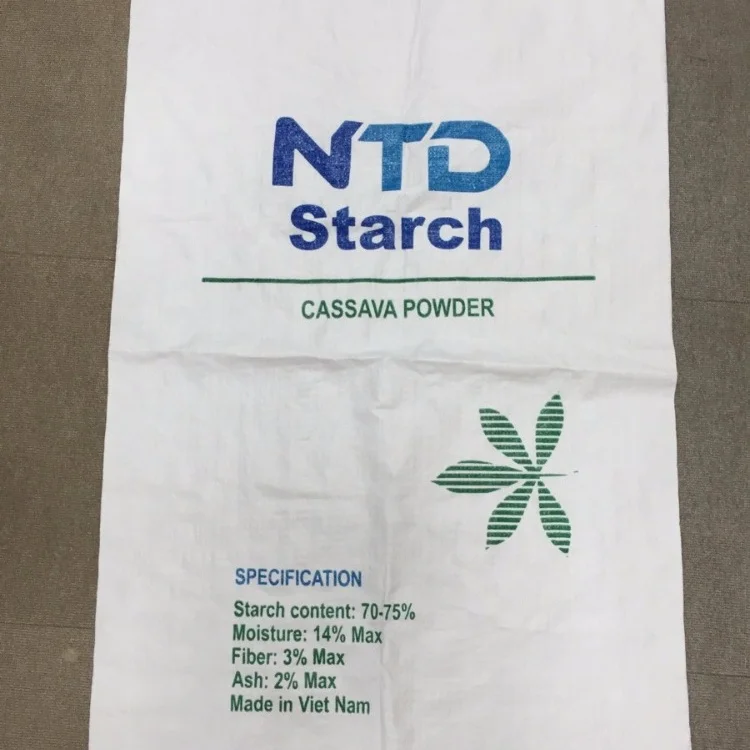 NTD
Starch
CASSAVA POWDER
SPECIFICATION
Starch content: 70-75%
Moisture: 14% Max
Fiber: 3% Max
Ash: 2% Max
Made in Viet Nam